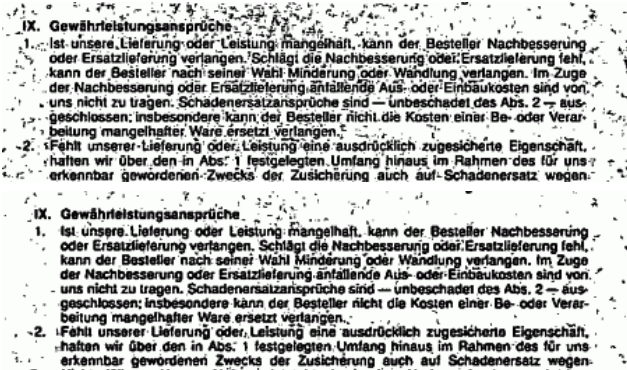 IX. Gewährleistungsansprüche
1. Ist unsere Lieferung oder Leistung mangelhaft, kann der Besteller Nachbesserung
oder Ersatzlieferung verlangen. Schlägt die Nachbesserung oder Ersatzlieferung fehl,
kann der Besteller nach seiner Wahl Minderung oder Wandlung verlangen. Im Zuge
der Nachbesserung oder Ersatzlieferung anfallende Aus- oder Einbaukosten sind von
uns nicht zu tragen. Schadenersatzansprüche sind — unbeschadet des Abs. 2 — aus-
geschlossen; insbesondere kann der Besteller nicht die Kosten einer Be- oder Verar-
beitung mangelhafter Ware ersetzt verlangen.
2. Fehlt unserer Lieferung oder Leistung eine ausdrücklich zugesicherte Eigenschaft,
haften wir über den in Abs. 1 festgelegten Umfang hinaus im Rahmen des für uns
erkennbar gewordenen Zwecks der Zusicherung auch auf Schadenersatz wegen
IX. Gewährleistungsansprüche
1. Ist unsere Lieferung oder Leistung mangelhaft, kann der Besteller Nachbesserung
oder Ersatzlieferung verlangen. Schlägt die Nachbesserung oder Ersatzlieferung fehl,
kann der Besteller nach seiner Wahl Minderung oder Wandlung verlangen. Im Zuge
der Nachbesserung oder Ersatzlieferung anfallende Aus- oder Einbaukosten sind von
uns nicht zu tragen. Schadenersatzansprüche sind — unbeschadet des Abs. 2 — aus-
geschlossen; insbesondere kann der Besteller nicht die Kosten einer Be- oder Verar-
beitung mangelhafter Ware ersetzt verlangen.
2. Fehlt unserer Lieferung oder Leistung eine ausdrücklich zugesicherte Eigenschaft,
haften wir über den in Abs. 1 festgelegten Umfang hinaus im Rahmen des für uns
erkennbar gewordenen Zwecks der Zusicherung auch auf Schadenersatz wegen